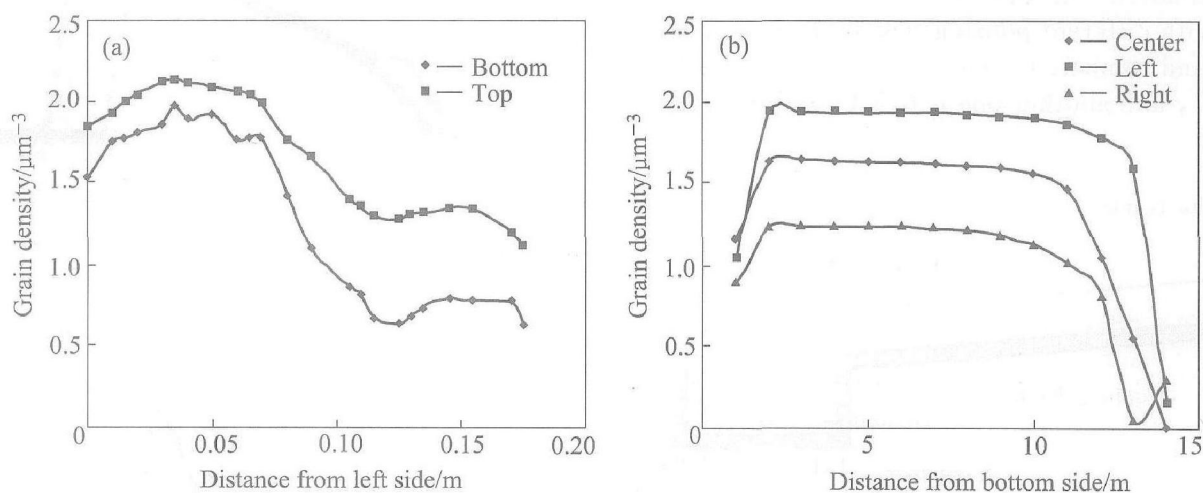 (a)
Bottom
Top
2.5
2.0
1.5
1.0
0.5
0
0.05
0.10
0.15
0.20
Grain density/μm⁻³
Distance from left side/m
(b)
Center
Left
Right
2.5
2.0
1.5
1.0
0.5
0
5
10
15
Grain density/μm⁻³
Distance from bottom side/m